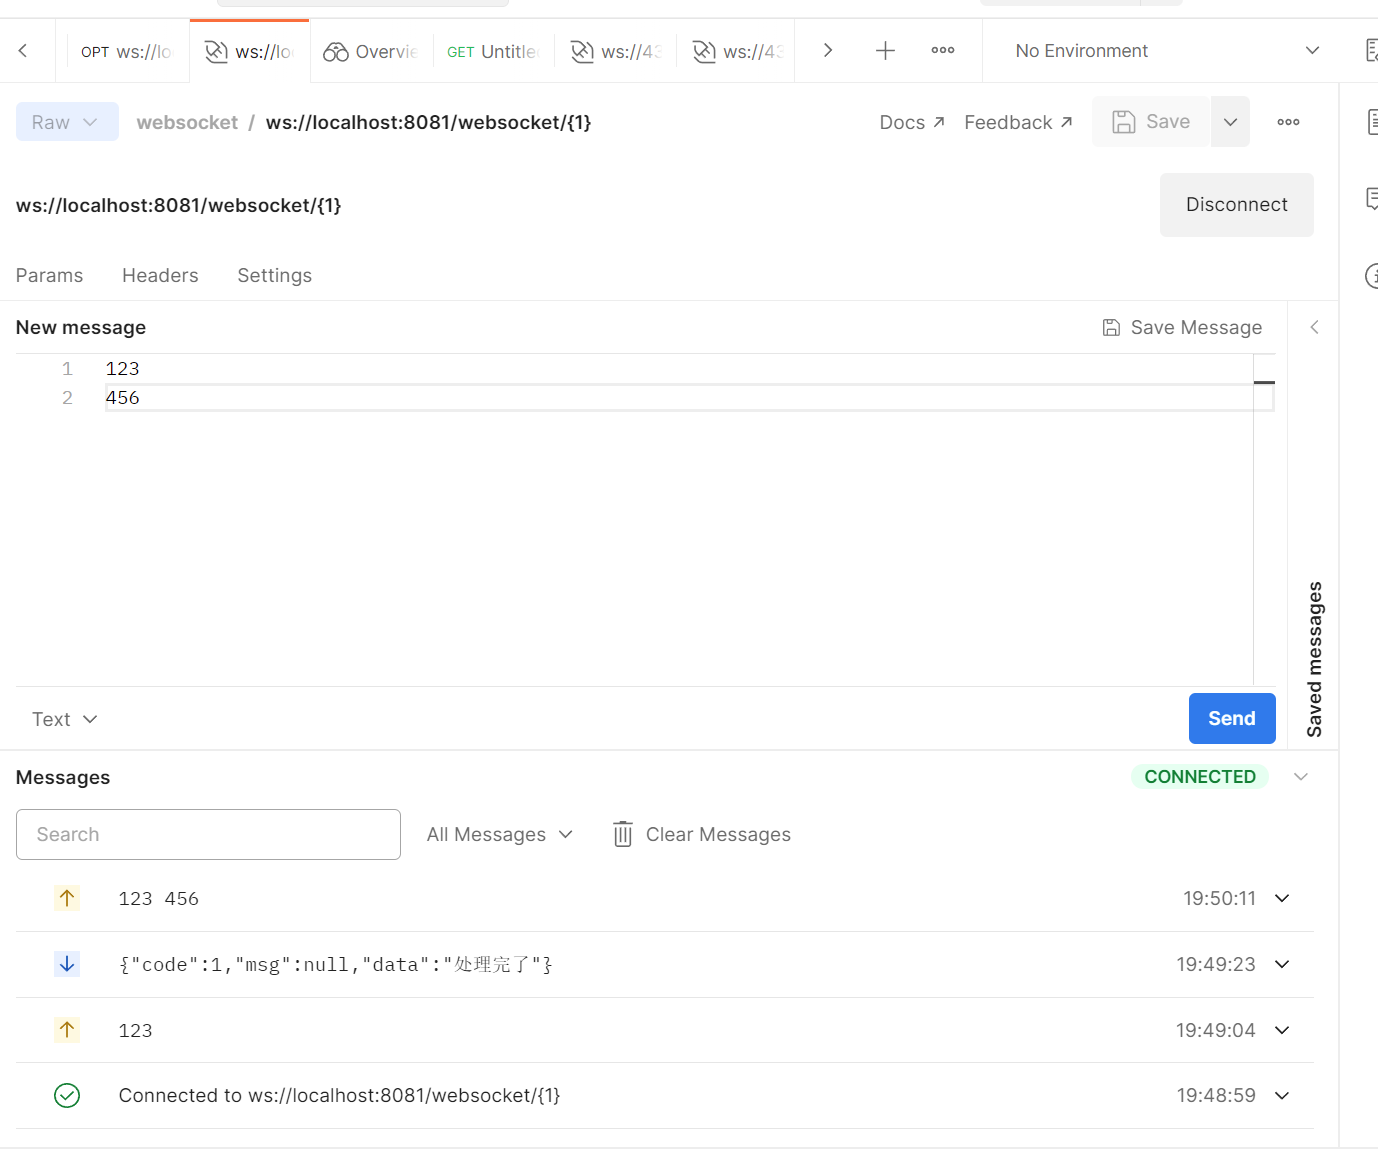 OPT ws://lo
ws://lo
Overvie
GET Untitle
ws://43
ws://43
No Environment
Raw
websocket / ws://localhost:8081/websocket/{1}
Docs
Feedback
Save
ws://localhost:8081/websocket/{1}
Disconnect
Params
Headers
Settings
New message
Save Message
1 123
2 456
Saved messages
Text
Send
Messages
CONNECTED
Search
All Messages
Clear Messages
123 456 19:50:11
{"code":1,"msg":null,"data":"处理完了"} 19:49:23
123 19:49:04
Connected to ws://localhost:8081/websocket/{1} 19:48:59